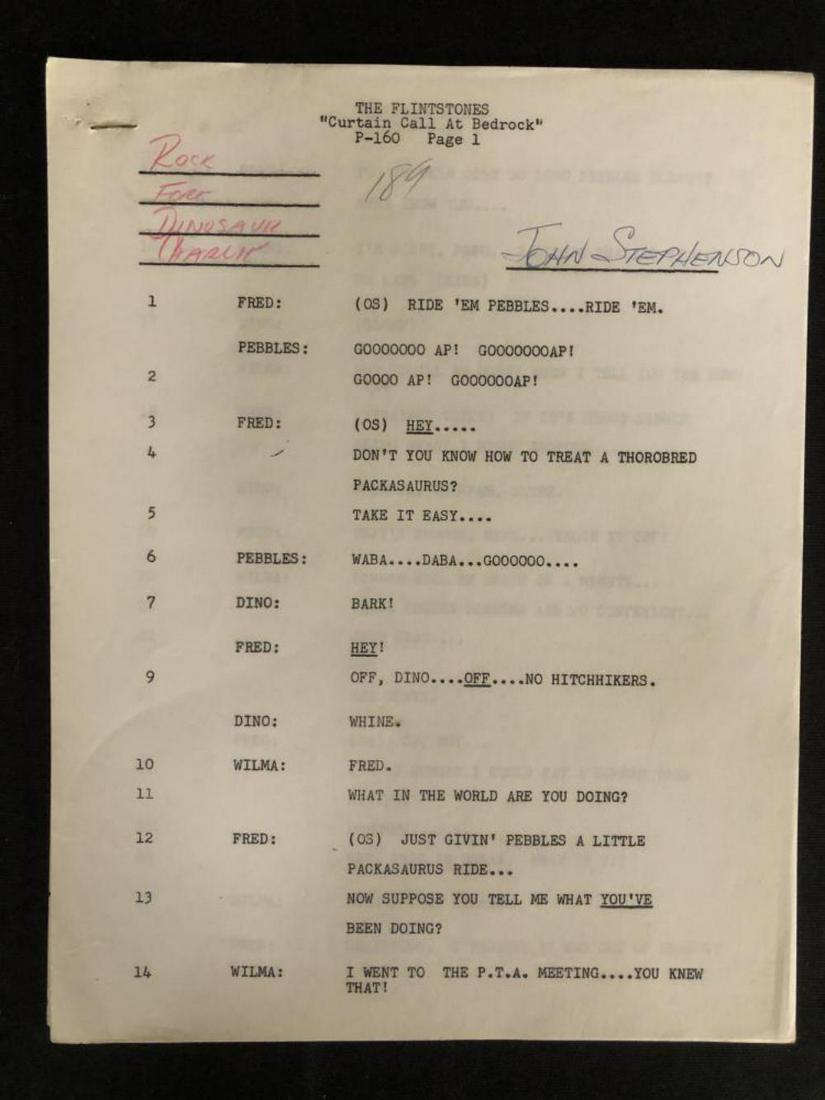 THE FLINTSTONES
"Curtain Call At Bedrock"
P-160 Page 1
Rock
Fork
Dinosaur
Charlie
189
John Stephenson
1 FRED: (OS) RIDE 'EM PEBBLES....RIDE 'EM.
PEBBLES: GOOOOOOO AP! GOOOOOOOAP!
2 GOOOO AP! GOOOOOOAP!
3 FRED: (OS) HEY.....
4 DON'T YOU KNOW HOW TO TREAT A THOROBRED
PACKASAURUS?
5 TAKE IT EASY....
6 PEBBLES: WABA....DABA...GOOOOOO....
7 DINO: BARK!
FRED: HEY!
9 OFF, DINO....OFF....NO HITCHHIKERS.
DINO: WHINE.
10 WILMA: FRED.
11 WHAT IN THE WORLD ARE YOU DOING?
12 FRED: (OS) JUST GIVIN' PEBBLES A LITTLE
PACKASAURUS RIDE...
13 NOW SUPPOSE YOU TELL ME WHAT YOU'VE
BEEN DOING?
14 WILMA: I WENT TO THE P.T.A. MEETING....YOU KNEW
THAT!